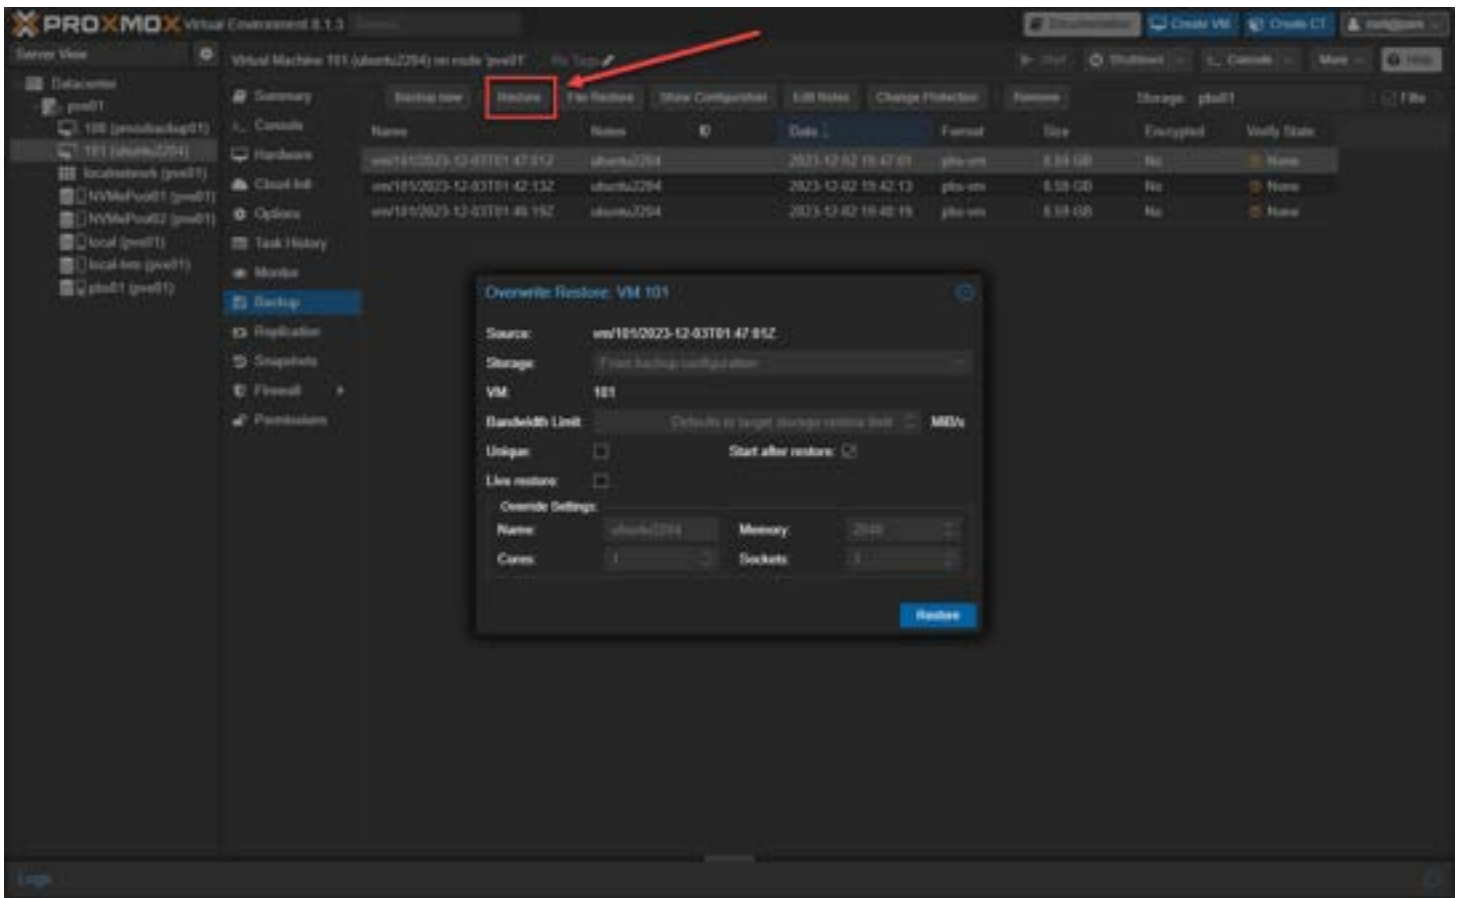 PROXMOX Virtual Environment 8.1.3
Documentation Create VM Create CT
Server View
Virtual Machine 101 (ubuntu2204) on node 'pve01' No Tags
Start Shutdown Console More Help
Datacenter
pve01
101 (ubuntu2204)
localnetwork (pve01)
NVMePool01 (pve01)
NVMePool02 (pve01)
local (pve01)
local-lvm (pve01)
pbs01 (pve01)
Summary
Console
Hardware
Cloud-Init
Options
Task History
Monitor
Backup
Replication
Snapshots
Firewall
Permissions
Backup now Restore File Restore Show Configuration Edit Notes Change Protection Remove Storage: pbs01 Filter
Name Notes Date Format Size Encrypted Verify State
vm/101/2023-12-03T01:47:01Z ubuntu2204 2023-12-02 19:47:01 pbs-vm 8.59 GB No None
vm/101/2023-12-03T01:42:13Z ubuntu2204 2023-12-02 19:42:13 pbs-vm 8.59 GB No None
vm/101/2023-12-03T01:40:19Z ubuntu2204 2023-12-02 19:40:19 pbs-vm 8.59 GB No None
Overwrite Restore: VM 101
Source: vm/101/2023-12-03T01:47:01Z
Storage: From backup configuration
VM: 101
Bandwidth Limit: Defaults to target storage restore limit MiB/s
Unique: Start after restore:
Live restore:
Override Settings:
Name: ubuntu2204 Memory: 2048
Cores: 1 Sockets: 1
Restore
Logs